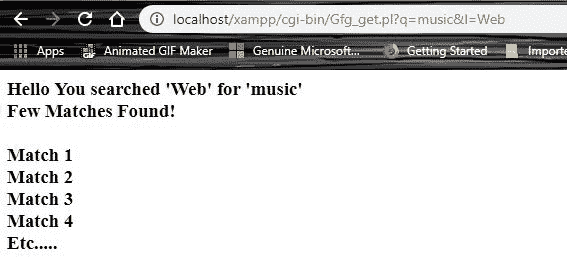 localhost/xampp/cgi-bin/Gfg_get.pl?q=music&l=Web
Apps Animated GIF Maker Genuine Microsoft... Getting Started Importe
Hello You searched 'Web' for 'music'
Few Matches Found!
Match 1
Match 2
Match 3
Match 4
Etc.....